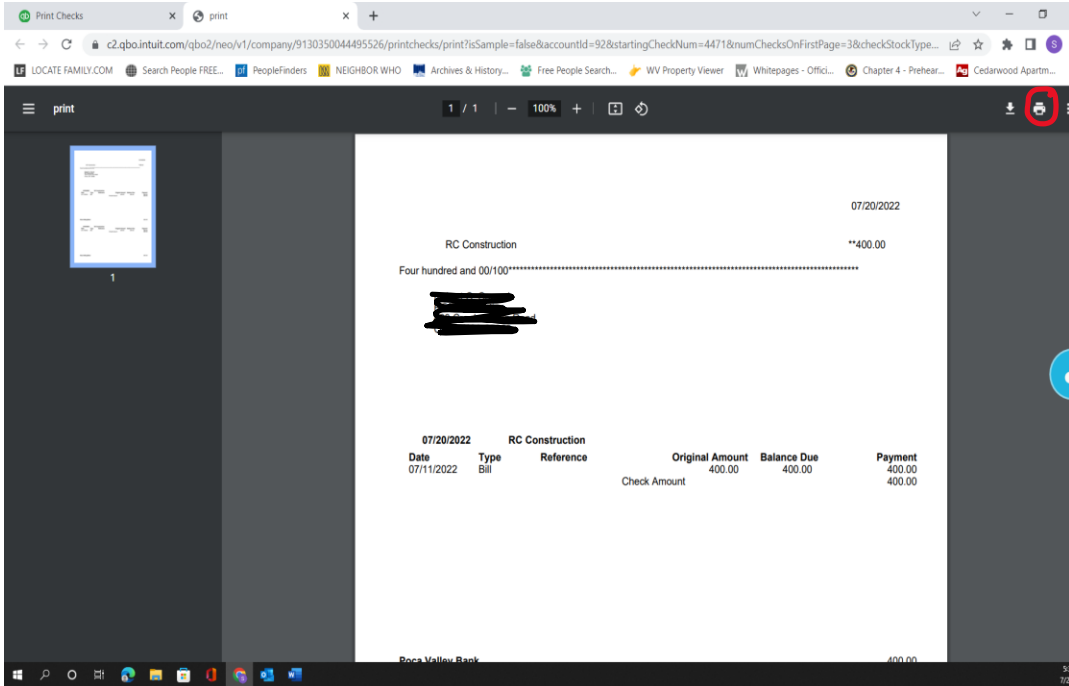 Print Checks
print
c2.qbo.intuit.com/qbo2/neo/v1/company/9130350044495526/printchecks/print?isSample=false&accountId=92&startingCheckNum=4471&numChecksOnFirstPage=3&checkStockType...
S
LF LOCATE FAMILY.COM Search People FREE... pf PeopleFinders NEIGHBOR WHO Archives & History... Free People Search... WV Property Viewer W Whitepages - Offici... Chapter 4 - Prehear... Ag Cedarwood Apartm...
print 1 / 1 100%
07/20/2022
RC Construction **400.00
Four hundred and 00/100**********************************************************************************************
1
07/20/2022 RC Construction
Date Type Reference Original Amount Balance Due Payment
07/11/2022 Bill 400.00 400.00 400.00
Check Amount 400.00
Poca Valley Bank 400.00